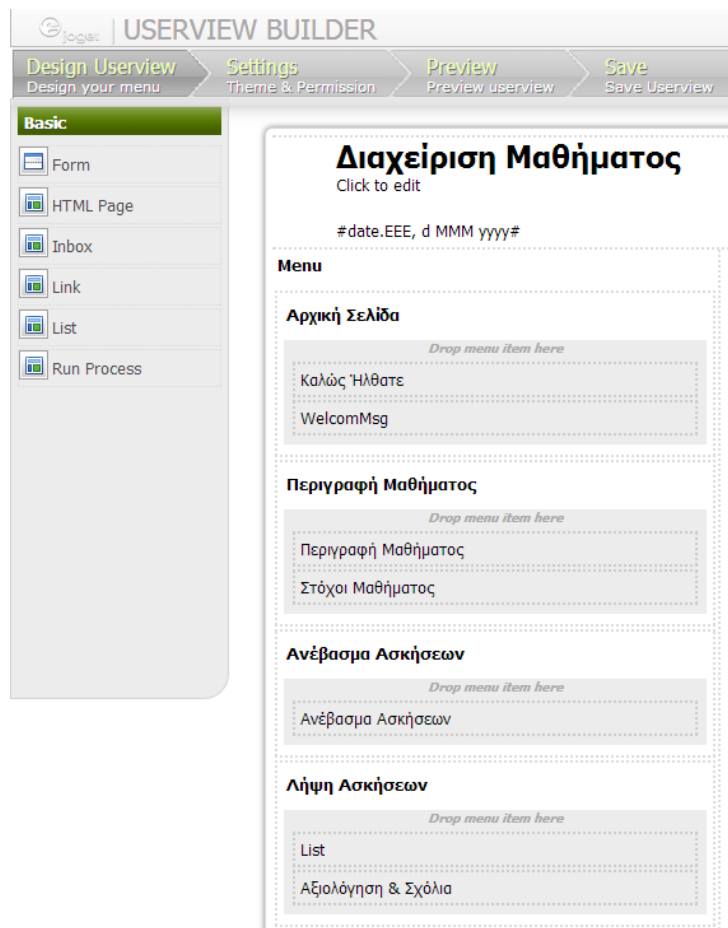 joget | USERVIEW BUILDER
Design Userview
Design your menu
Settings
Theme & Permission
Preview
Preview userview
Save
Save Userview
Basic
Form
HTML Page
Inbox
Link
List
Run Process
Διαχείριση Μαθήματος
Click to edit
#date.EEE, d MMM yyyy#
Menu
Αρχική Σελίδα
Drop menu item here
Καλώς Ήλθατε
WelcomMsg
Περιγραφή Μαθήματος
Drop menu item here
Περιγραφή Μαθήματος
Στόχοι Μαθήματος
Ανέβασμα Ασκήσεων
Drop menu item here
Ανέβασμα Ασκήσεων
Λήψη Ασκήσεων
Drop menu item here
List
Αξιολόγηση & Σχόλια